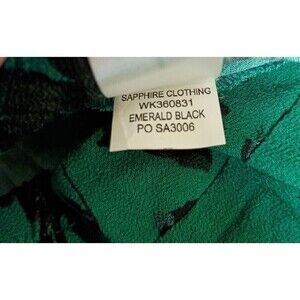 SAPPHIRE CLOTHING
WK360831
EMERALD BLACK
PO SA3006